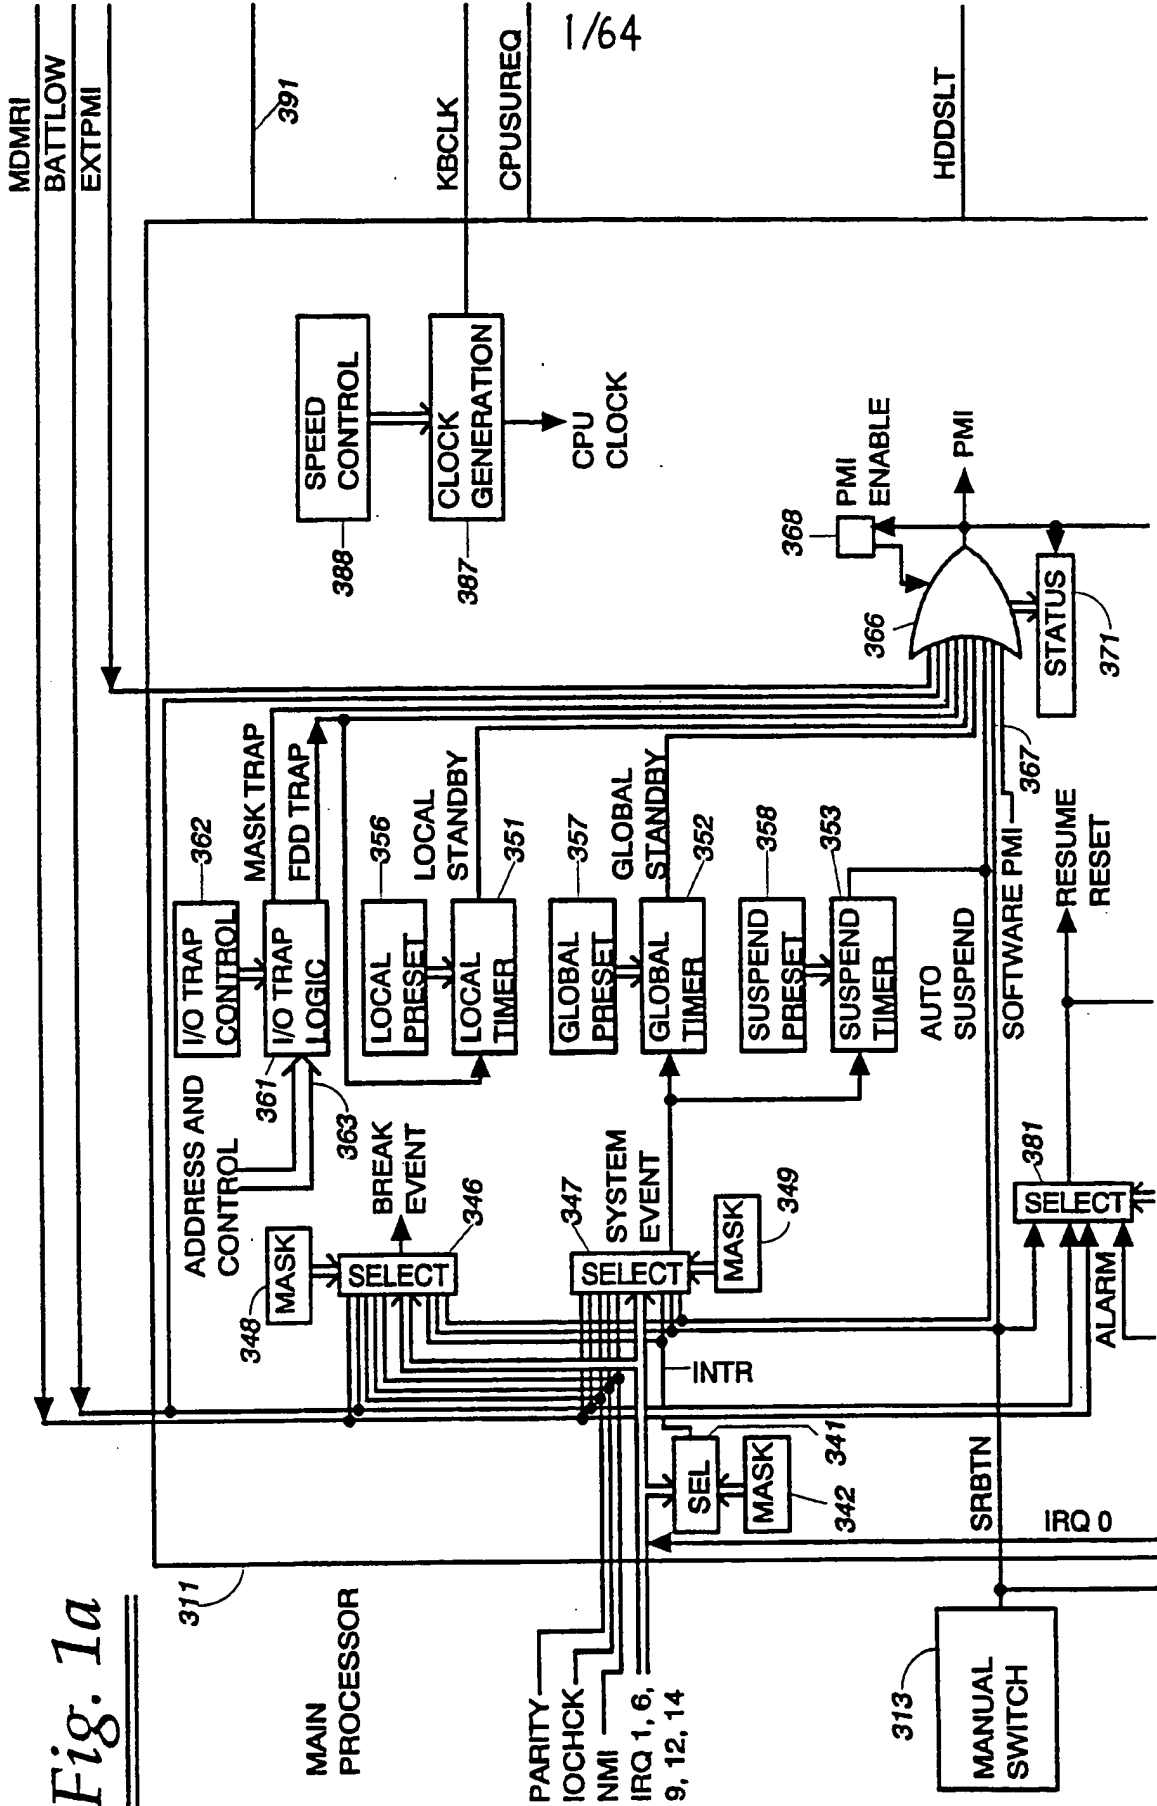 Fig. 1a
1/64
MDMRI
BATTLOW
EXTPMI
391
KBCLK
CPUSUREQ
HDDSLT
311
MAIN
PROCESSOR
PARITY
IOCHCK
NMI
IRQ 1, 6,
9, 12, 14
313
MANUAL
SWITCH
SRBTN
IRQ 0
ADDRESS AND
CONTROL
363
348
MASK
SELECT
346
BREAK
EVENT
347
SELECT
SYSTEM
EVENT
MASK
349
INTR
SEL
341
MASK
342
ALARM
SELECT
381
RESUME
RESET
I/O TRAP
CONTROL
362
I/O TRAP
LOGIC
361
MASK TRAP
FDD TRAP
LOCAL
PRESET
356
LOCAL
TIMER
351
LOCAL
STANDBY
GLOBAL
PRESET
357
GLOBAL
TIMER
352
GLOBAL
STANDBY
SUSPEND
PRESET
358
SUSPEND
TIMER
353
AUTO
SUSPEND
SOFTWARE PMI
367
SPEED
CONTROL
388
CLOCK
GENERATION
387
CPU
CLOCK
368
PMI
ENABLE
PMI
366
STATUS
371